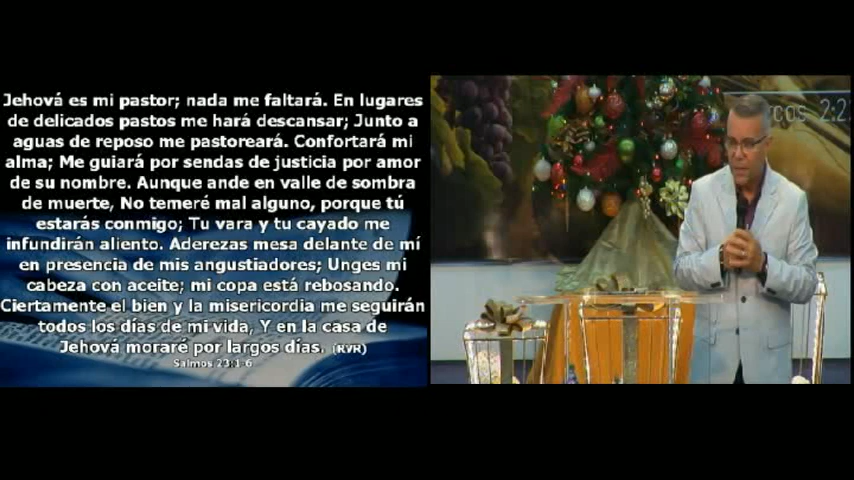 Jehová es mi pastor; nada me faltará. En lugares
de delicados pastos me hará descansar; Junto a
aguas de reposo me pastoreará. Confortará mi
alma; Me guiará por sendas de justicia por amor
de su nombre. Aunque ande en valle de sombra
de muerte, No temeré mal alguno, porque tú
estarás conmigo; Tu vara y tu cayado me
infundirán aliento. Aderezas mesa delante de mí
en presencia de mis angustiadores; Unges mi
cabeza con aceite; mi copa está rebosando.
Ciertamente el bien y la misericordia me seguirán
todos los días de mi vida, Y en la casa de
Jehová moraré por largos días. (RVR)
Salmos 23:1-6